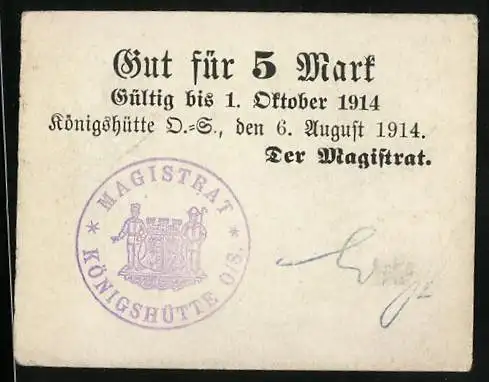 Gut für 5 Mark
Gültig bis 1. Oktober 1914
Königshütte O.=S., den 6. August 1914.
Der Magistrat.
* MAGISTRAT *
KÖNIGSHÜTTE O/S.